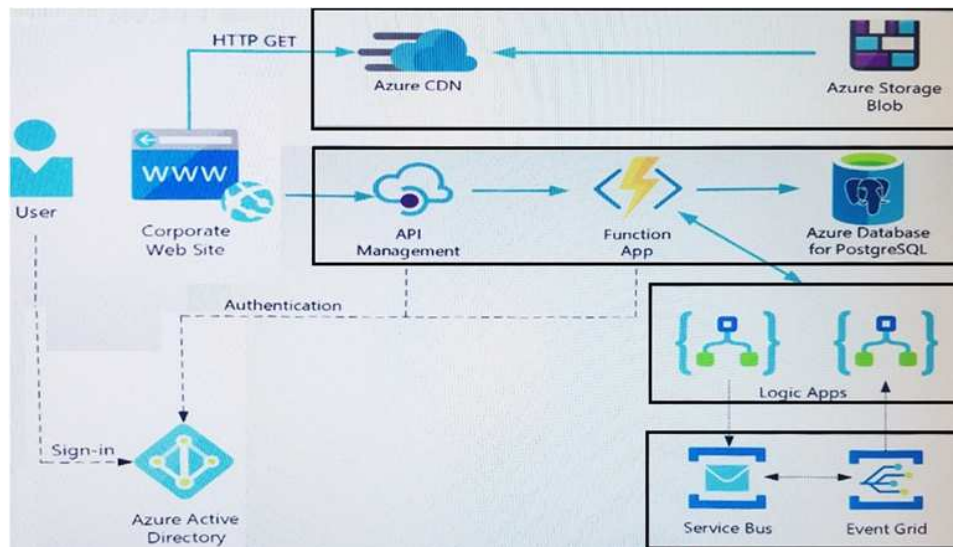 HTTP GET
Azure CDN
Azure Storage
Blob
User
WWW
Corporate
Web Site
API
Management
Function
App
Azure Database
for PostgreSQL
Authentication
Logic Apps
Sign-in
Azure Active
Directory
Service Bus
Event Grid